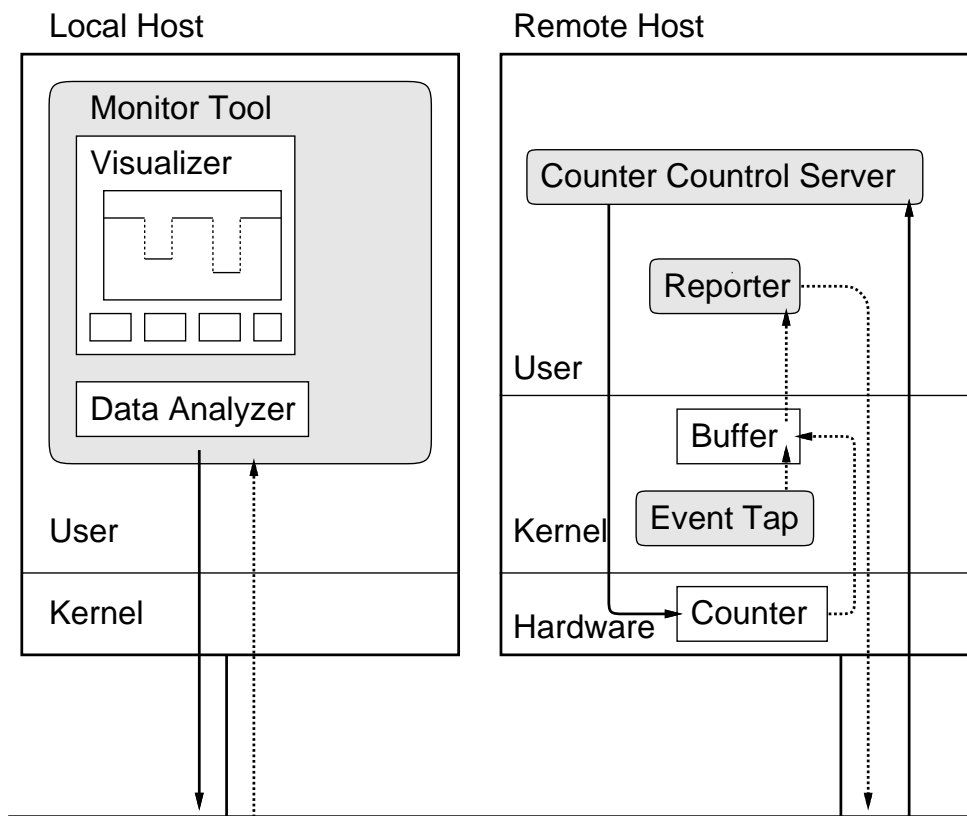 Local Host
Remote Host
Monitor Tool
Visualizer
Data Analyzer
User
Kernel
Counter Countrol Server
Reporter
User
Buffer
Event Tap
Kernel
Counter
Hardware